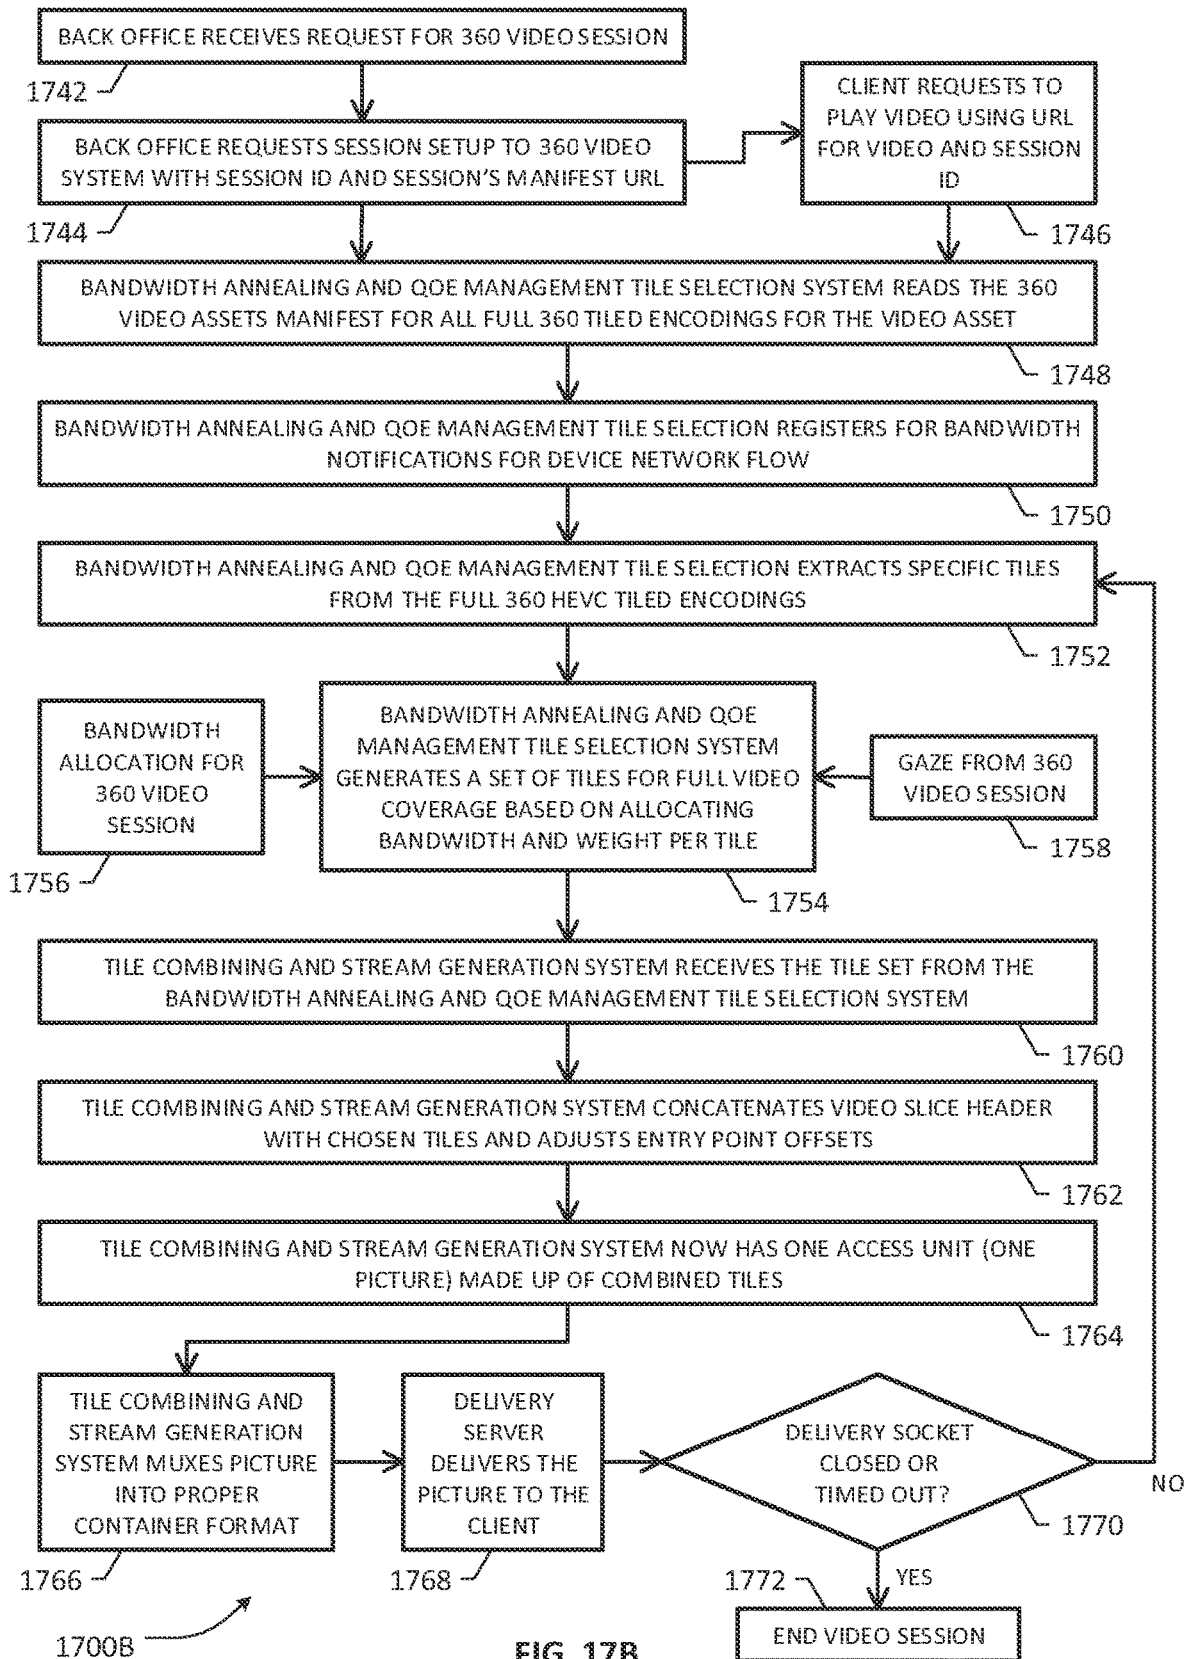 BACK OFFICE RECEIVES REQUEST FOR 360 VIDEO SESSION
1742
BACK OFFICE REQUESTS SESSION SETUP TO 360 VIDEO
SYSTEM WITH SESSION ID AND SESSION'S MANIFEST URL
1744
CLIENT REQUESTS TO
PLAY VIDEO USING URL
FOR VIDEO AND SESSION
ID
1746
BANDWIDTH ANNEALING AND QOE MANAGEMENT TILE SELECTION SYSTEM READS THE 360
VIDEO ASSETS MANIFEST FOR ALL FULL 360 TILED ENCODINGS FOR THE VIDEO ASSET
1748
BANDWIDTH ANNEALING AND QOE MANAGEMENT TILE SELECTION REGISTERS FOR BANDWIDTH
NOTIFICATIONS FOR DEVICE NETWORK FLOW
1750
BANDWIDTH ANNEALING AND QOE MANAGEMENT TILE SELECTION EXTRACTS SPECIFIC TILES
FROM THE FULL 360 HEVC TILED ENCODINGS
1752
BANDWIDTH
ALLOCATION FOR
360 VIDEO
SESSION
1756
BANDWIDTH ANNEALING AND QOE
MANAGEMENT TILE SELECTION SYSTEM
GENERATES A SET OF TILES FOR FULL VIDEO
COVERAGE BASED ON ALLOCATING
BANDWIDTH AND WEIGHT PER TILE
1754
GAZE FROM 360
VIDEO SESSION
1758
TILE COMBINING AND STREAM GENERATION SYSTEM RECEIVES THE TILE SET FROM THE
BANDWIDTH ANNEALING AND QOE MANAGEMENT TILE SELECTION SYSTEM
1760
TILE COMBINING AND STREAM GENERATION SYSTEM CONCATENATES VIDEO SLICE HEADER
WITH CHOSEN TILES AND ADJUSTS ENTRY POINT OFFSETS
1762
TILE COMBINING AND STREAM GENERATION SYSTEM NOW HAS ONE ACCESS UNIT (ONE
PICTURE) MADE UP OF COMBINED TILES
1764
TILE COMBINING AND
STREAM GENERATION
SYSTEM MUXES PICTURE
INTO PROPER
CONTAINER FORMAT
1766
DELIVERY
SERVER
DELIVERS THE
PICTURE TO THE
CLIENT
1768
DELIVERY SOCKET
CLOSED OR
TIMED OUT?
1770
NO
YES
1772
END VIDEO SESSION
1700B
FIG. 17B